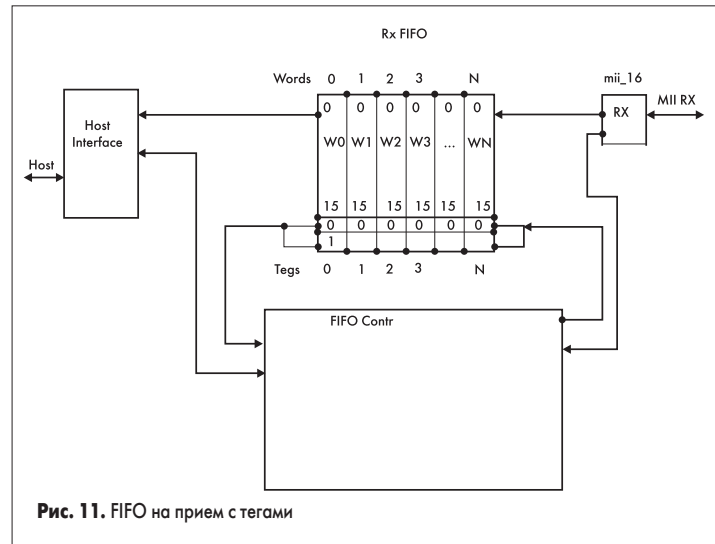 Rx FIFO
Words 0 1 2 3 N
mii_16
0 0 0 0 0 0
RX
MII RX
Host
Interface
W0 W1 W2 W3 ... WN
Host
15 15 15 15 15 15
0 0 0 0 0 0
1
Tegs 0 1 2 3 N
FIFO Contr
Рис. 11. FIFO на прием с тегами